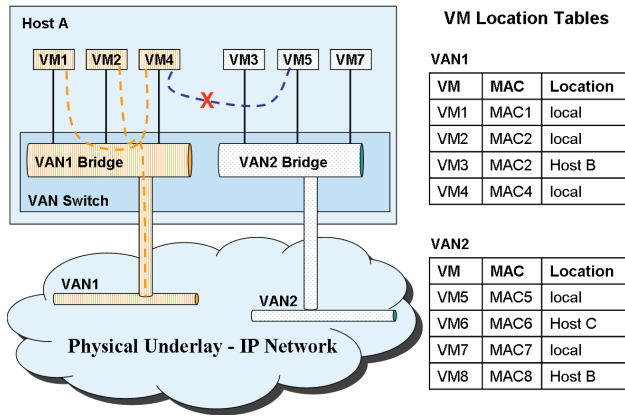 Host A
VM1 VM2 VM4 VM3 VM5 VM7
X
VAN1 Bridge VAN2 Bridge
VAN Switch
VAN1
VAN2
Physical Underlay - IP Network
VM Location Tables
VAN1
VM MAC Location
VM1 MAC1 local
VM2 MAC2 local
VM3 MAC2 Host B
VM4 MAC4 local
VAN2
VM MAC Location
VM5 MAC5 local
VM6 MAC6 Host C
VM7 MAC7 local
VM8 MAC8 Host B